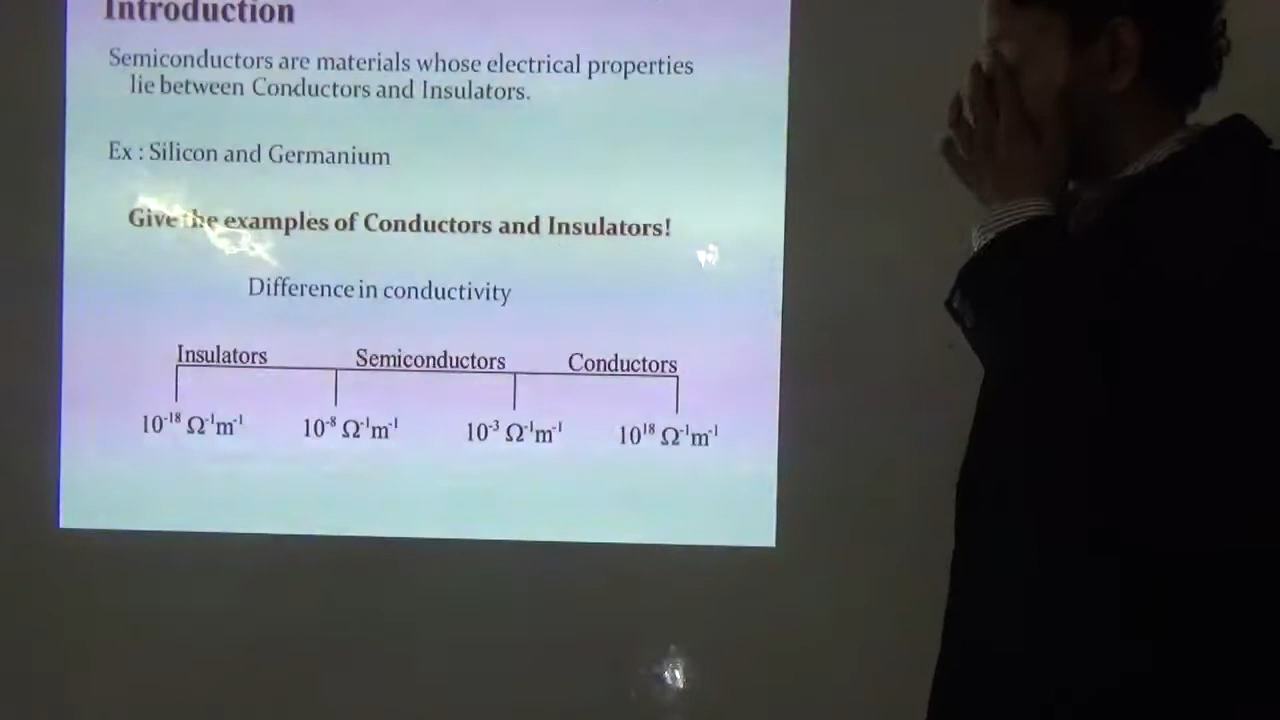 Introduction
Semiconductors are materials whose electrical properties
lie between Conductors and Insulators.
Ex : Silicon and Germanium
Give the examples of Conductors and Insulators!
Difference in conductivity
Insulators Semiconductors Conductors
10⁻¹⁸ Ω⁻¹m⁻¹ 10⁻⁸ Ω⁻¹m⁻¹ 10⁻³ Ω⁻¹m⁻¹ 10¹⁸ Ω⁻¹m⁻¹